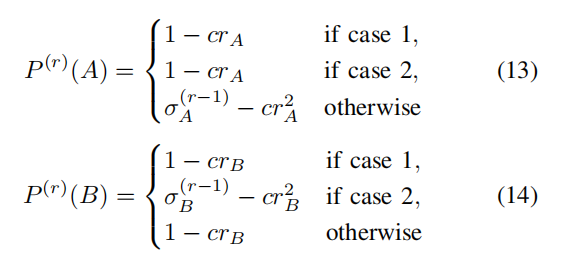 1 − cr_A if case 1,
P^{(r)}(A) = { 1 − cr_A if case 2, (13)
σ_A^{(r−1)} − cr_A^2 otherwise
1 − cr_B if case 1,
P^{(r)}(B) = { σ_B^{(r−1)} − cr_B^2 if case 2, (14)
1 − cr_B otherwise